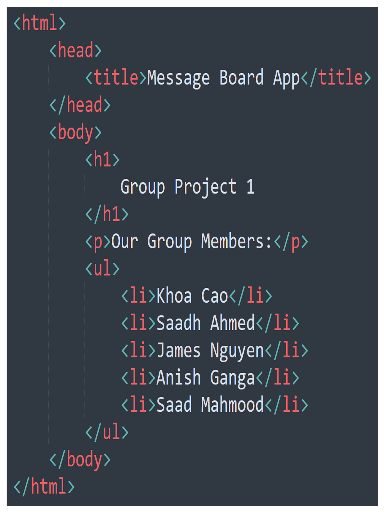 <html>
<head>
<title>Message Board App</title>
</head>
<body>
<h1>
Group Project 1
</h1>
<p>Our Group Members:</p>
<ul>
<li>Khoa Cao</li>
<li>Saadh Ahmed</li>
<li>James Nguyen</li>
<li>Anish Ganga</li>
<li>Saad Mahmood</li>
</ul>
</body>
</html>